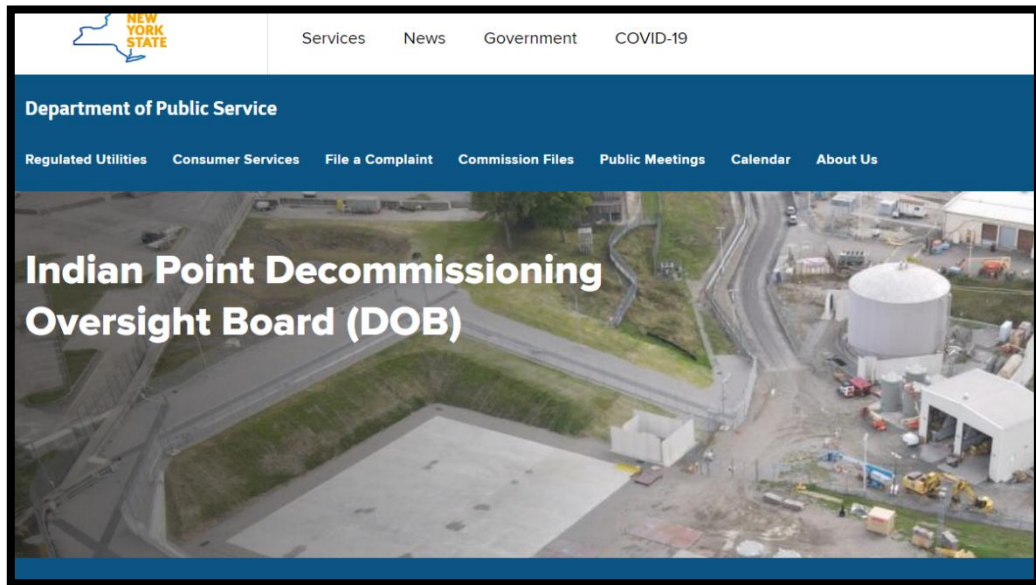 NEW
YORK
STATE
Services News Government COVID-19
Department of Public Service
Regulated Utilities Consumer Services File a Complaint Commission Files Public Meetings Calendar About Us
Indian Point Decommissioning
Oversight Board (DOB)